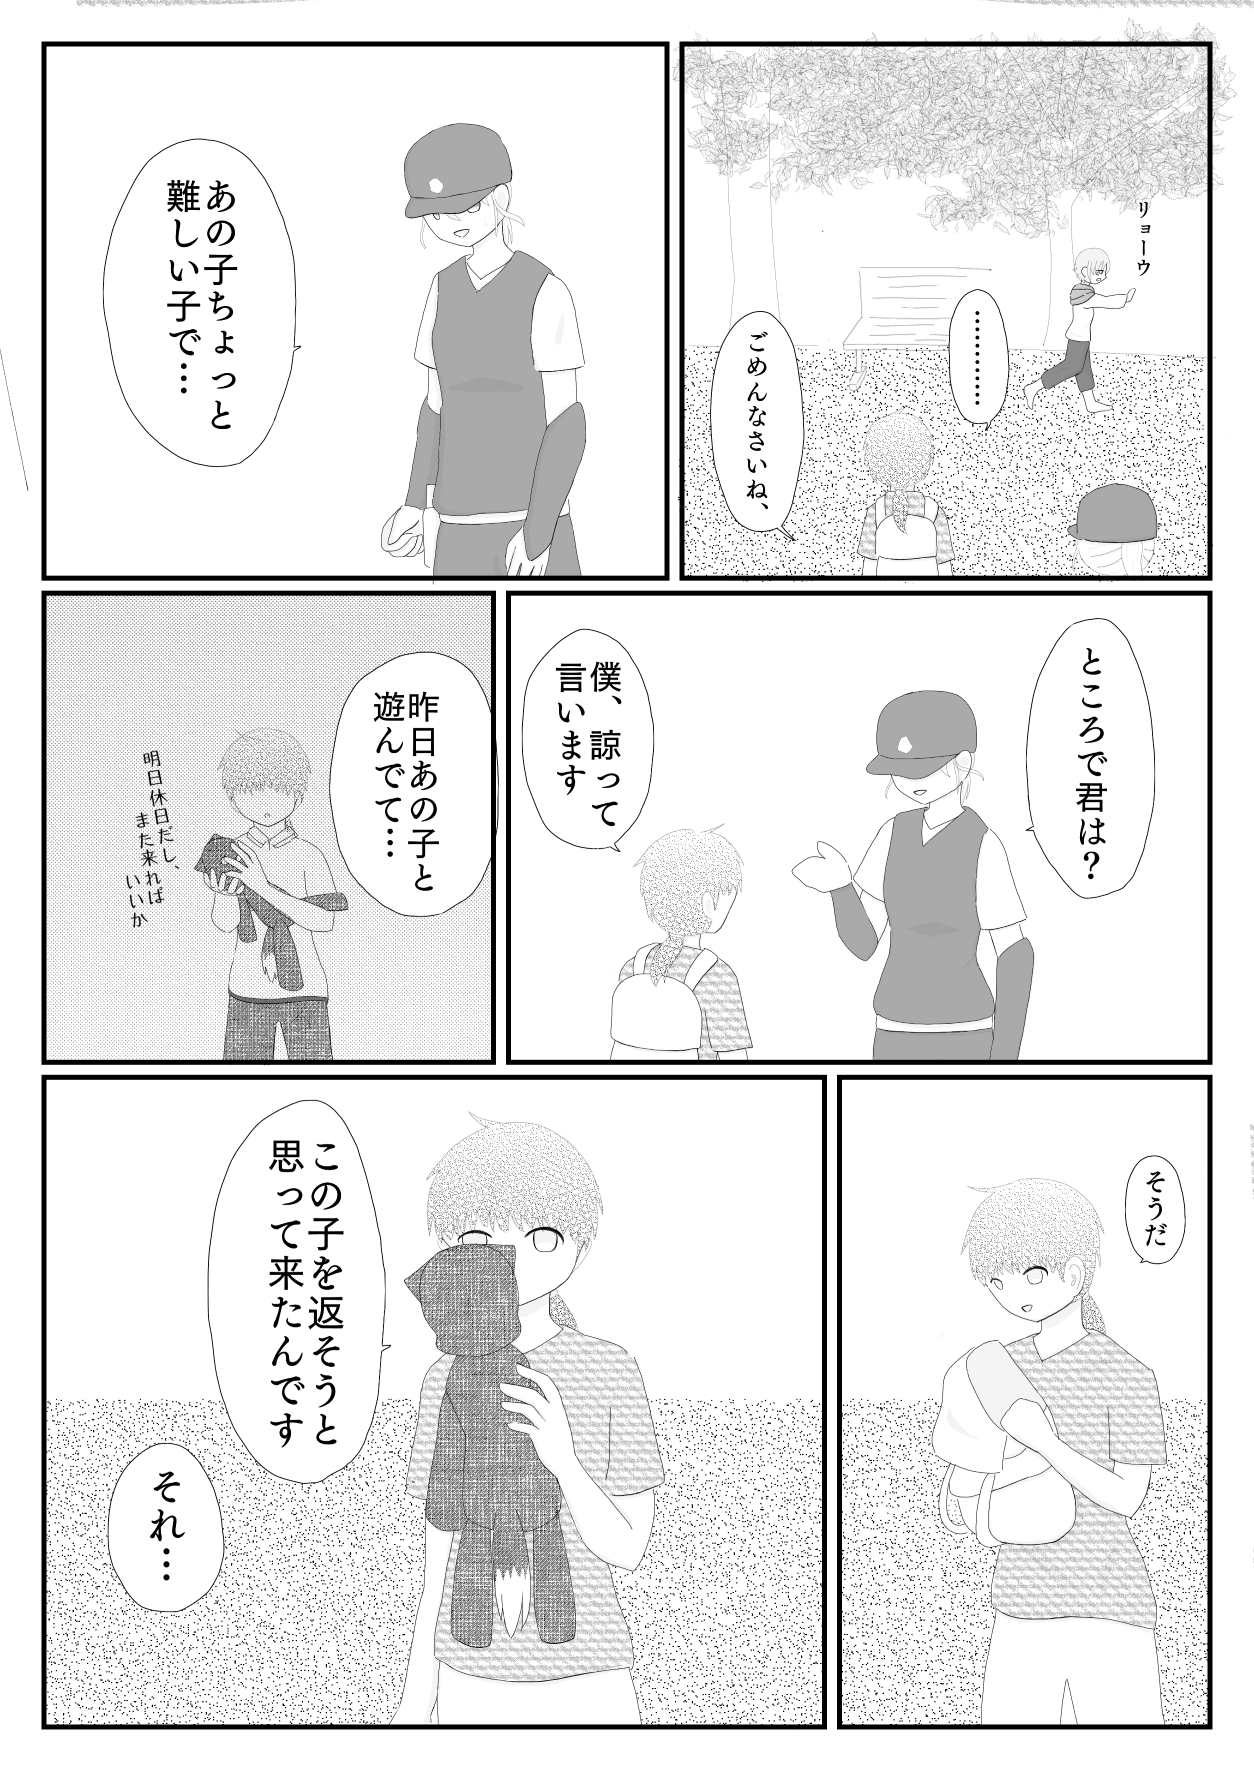 リョーウ
…………
ごめんなさいね、
あの子ちょっと
難しい子で…
ところで君は？
僕、諒って
言います
昨日あの子と
遊んでて…
明日休日だし、
また来れば
いいか
そうだ
この子を返そうと
思って来たんです
それ…